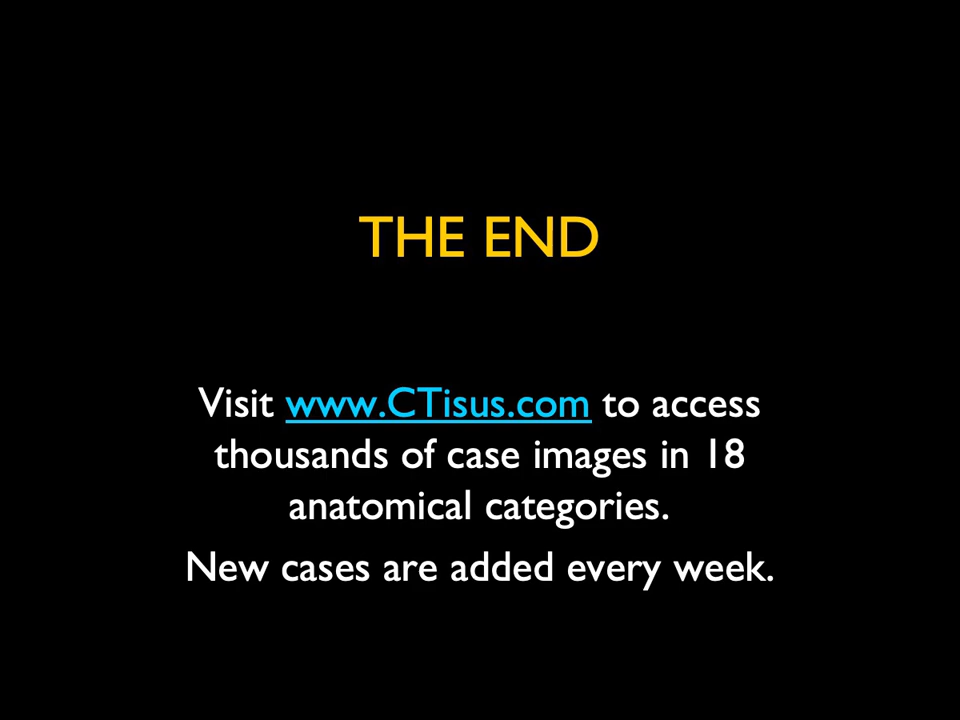 THE END
Visit www.CTisus.com to access
thousands of case images in 18
anatomical categories.
New cases are added every week.